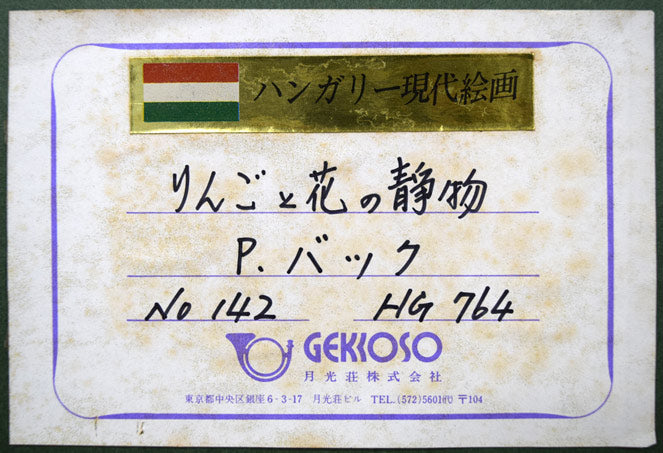 ハンガリー現代絵画
りんごと花の静物
P. バック
No 142 HG 764
GEKKOSO
月光荘株式会社
東京都中央区銀座6-3-17 月光荘ビル TEL.(572)5601㈹ 〒104